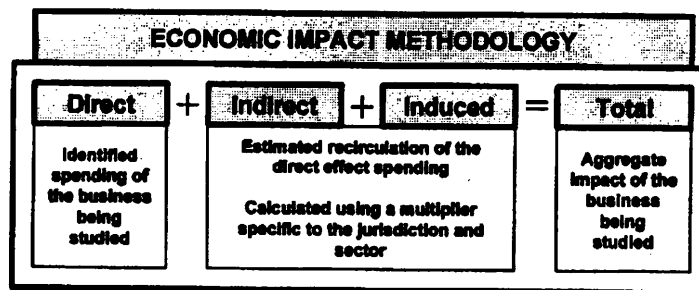 ECONOMIC IMPACT METHODOLOGY
Direct + Indirect + Induced = Total
Identified
spending of
the business
being
studied
Estimated recirculation of the
direct effect spending
Calculated using a multiplier
specific to the jurisdiction and
sector
Aggregate
impact of the
business
being
studied